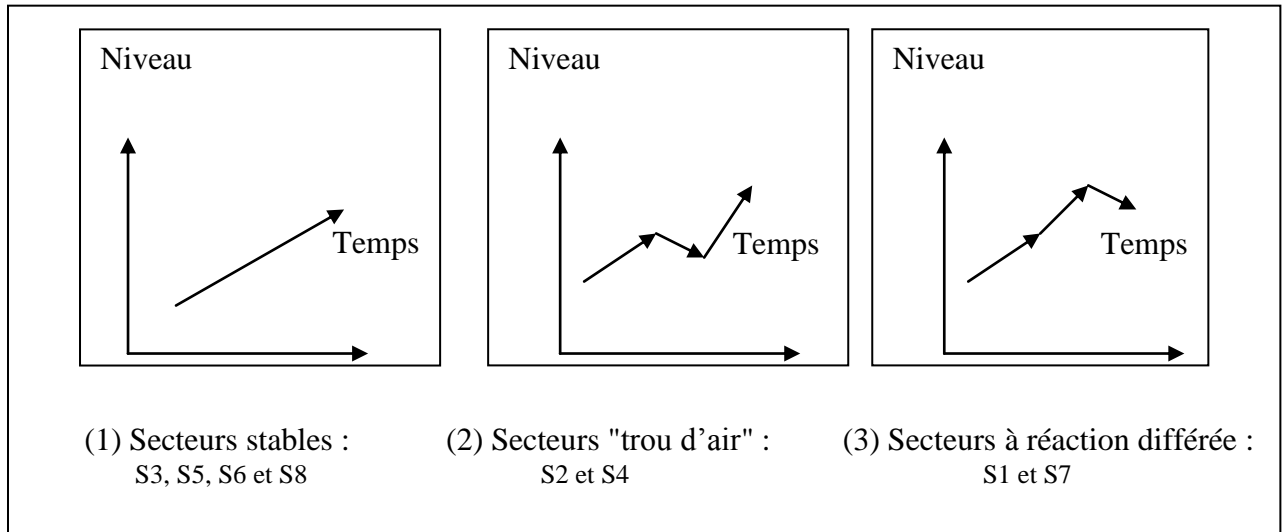 Niveau
Temps
Niveau
Temps
Niveau
Temps
(1) Secteurs stables :
S3, S5, S6 et S8
(2) Secteurs "trou d’air" :
S2 et S4
(3) Secteurs à réaction différée :
S1 et S7